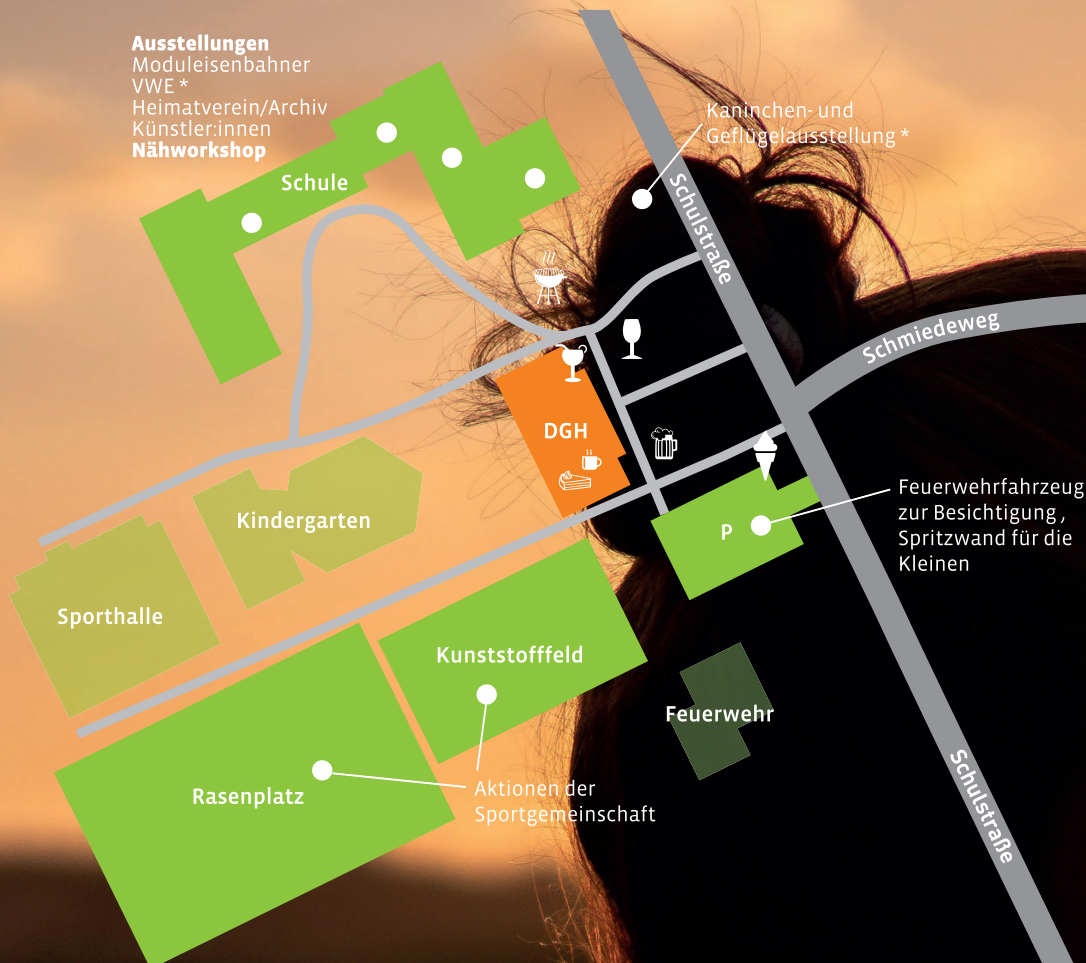 Ausstellungen
Moduleisenbahner
VWE *
Heimatverein/Archiv
Künstler:innen
Nähworkshop
Schule
Kaninchen- und
Geflügelausstellung *
Schulstraße
Schmiedeweg
DGH
Kindergarten
P
Feuerwehrfahrzeug
zur Besichtigung ,
Spritzwand für die
Kleinen
Sporthalle
Kunststofffeld
Feuerwehr
Rasenplatz
Aktionen der
Sportgemeinschaft
Schulstraße